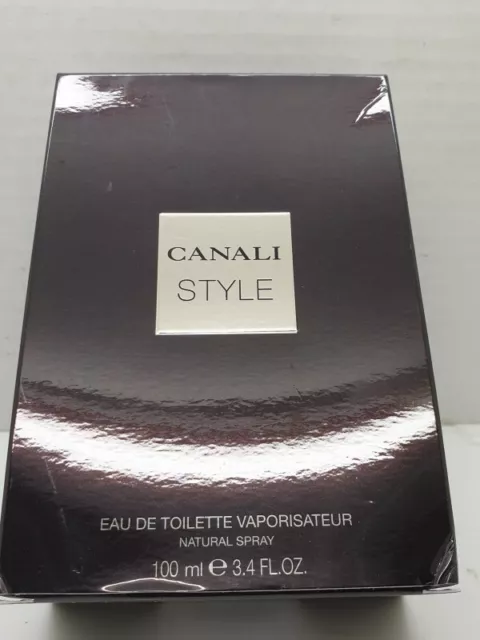 CANALI
STYLE
EAU DE TOILETTE VAPORISATEUR
NATURAL SPRAY
100 ml ℮ 3.4 FL.OZ.